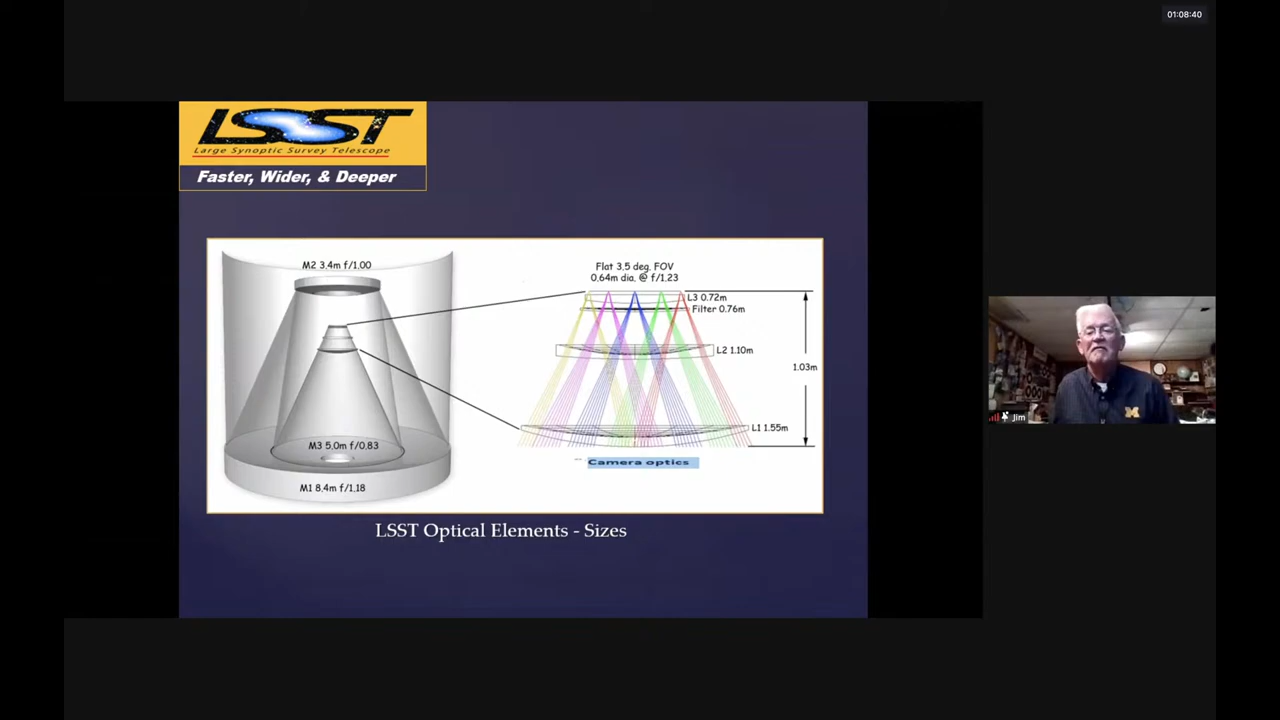 01:08:40
LSST
Large Synoptic Survey Telescope
Faster, Wider, & Deeper
M2 3.4m f/1.00
M3 5.0m f/0.83
M1 8.4m f/1.18
Flat 3.5 deg. FOV
0.64m dia. @ f/1.23
L3 0.72m
Filter 0.76m
L2 1.10m
1.03m
L1 1.55m
Camera optics
LSST Optical Elements - Sizes
Jim
M